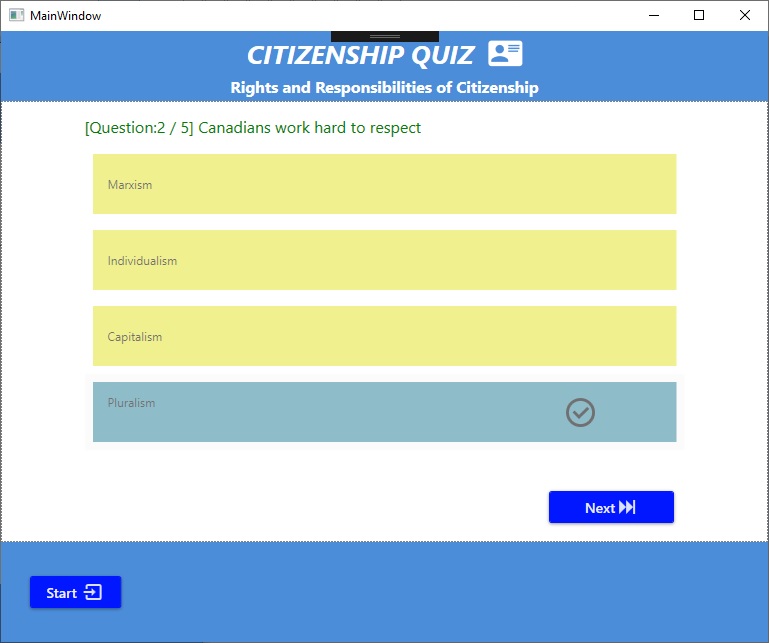 MainWindow
CITIZENSHIP QUIZ
Rights and Responsibilities of Citizenship
[Question:2 / 5] Canadians work hard to respect
Marxism
Individualism
Capitalism
Pluralism
Next
Start